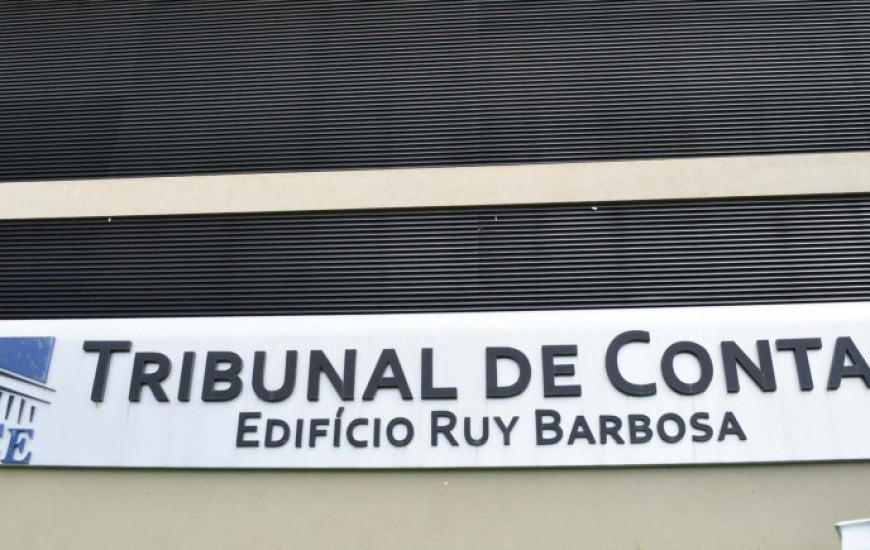 TRIBUNAL DE CONTA
EDIFÍCIO RUY BARBOSA